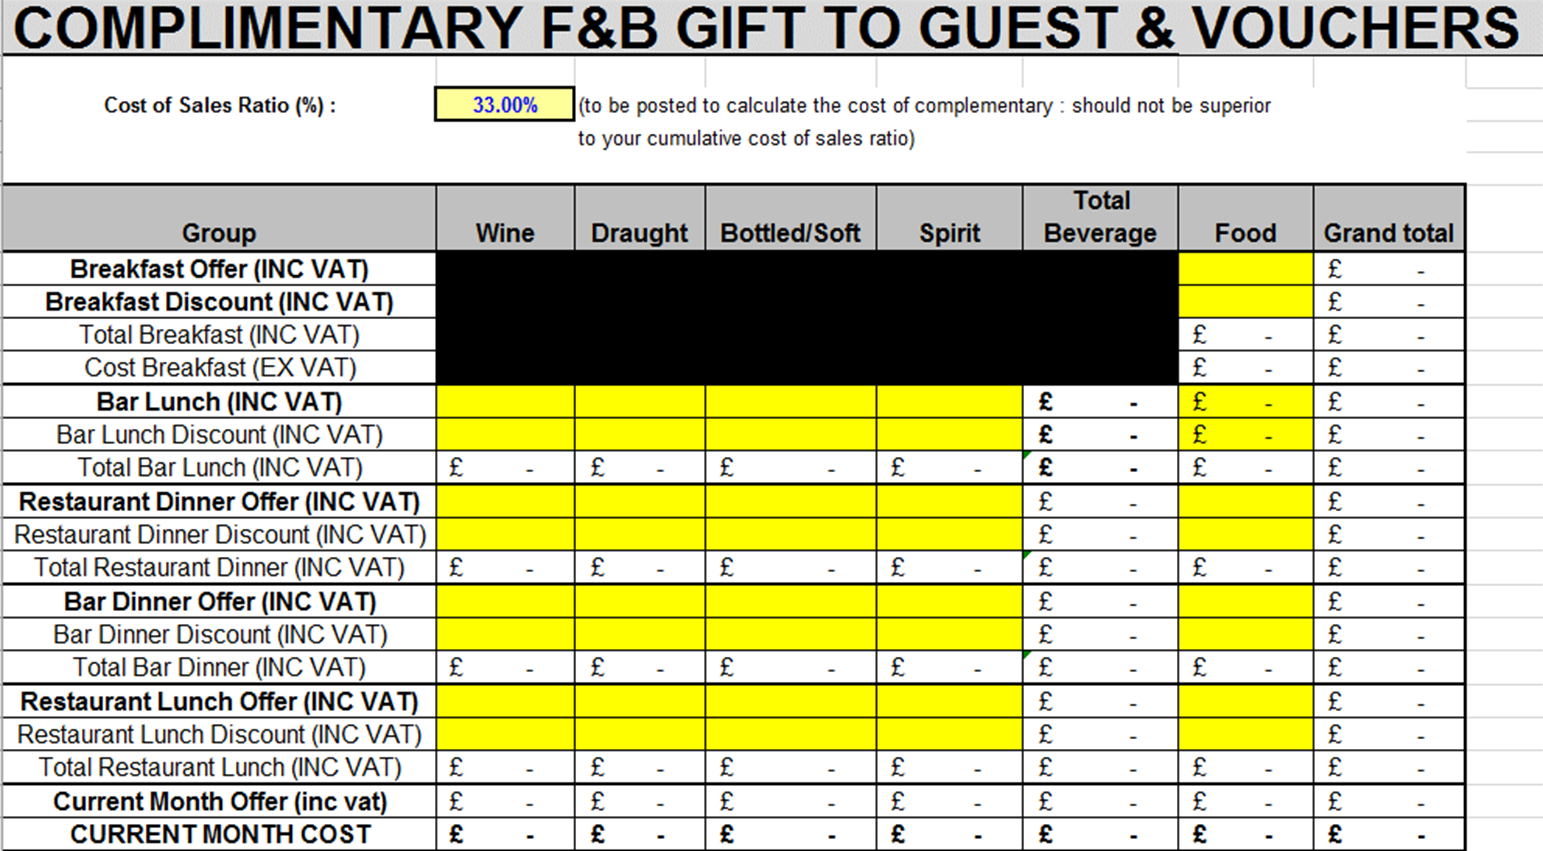 COMPLIMENTARY F&B GIFT TO GUEST & VOUCHERS
Cost of Sales Ratio (%) : 33.00% (to be posted to calculate the cost of complementary : should not be superior
to your cumulative cost of sales ratio)
Group Wine Draught Bottled/Soft Spirit Total Beverage Food Grand total
Breakfast Offer (INC VAT) £ -
Breakfast Discount (INC VAT) £ -
Total Breakfast (INC VAT) £ - £ -
Cost Breakfast (EX VAT) £ - £ -
Bar Lunch (INC VAT) £ - £ - £ -
Bar Lunch Discount (INC VAT) £ - £ - £ -
Total Bar Lunch (INC VAT) £ - £ - £ - £ - £ - £ - £ -
Restaurant Dinner Offer (INC VAT) £ - £ -
Restaurant Dinner Discount (INC VAT) £ - £ -
Total Restaurant Dinner (INC VAT) £ - £ - £ - £ - £ - £ - £ -
Bar Dinner Offer (INC VAT) £ - £ -
Bar Dinner Discount (INC VAT) £ - £ -
Total Bar Dinner (INC VAT) £ - £ - £ - £ - £ - £ - £ -
Restaurant Lunch Offer (INC VAT) £ - £ -
Restaurant Lunch Discount (INC VAT) £ - £ -
Total Restaurant Lunch (INC VAT) £ - £ - £ - £ - £ - £ - £ -
Current Month Offer (inc vat) £ - £ - £ - £ - £ - £ - £ -
CURRENT MONTH COST £ - £ - £ - £ - £ - £ - £ -